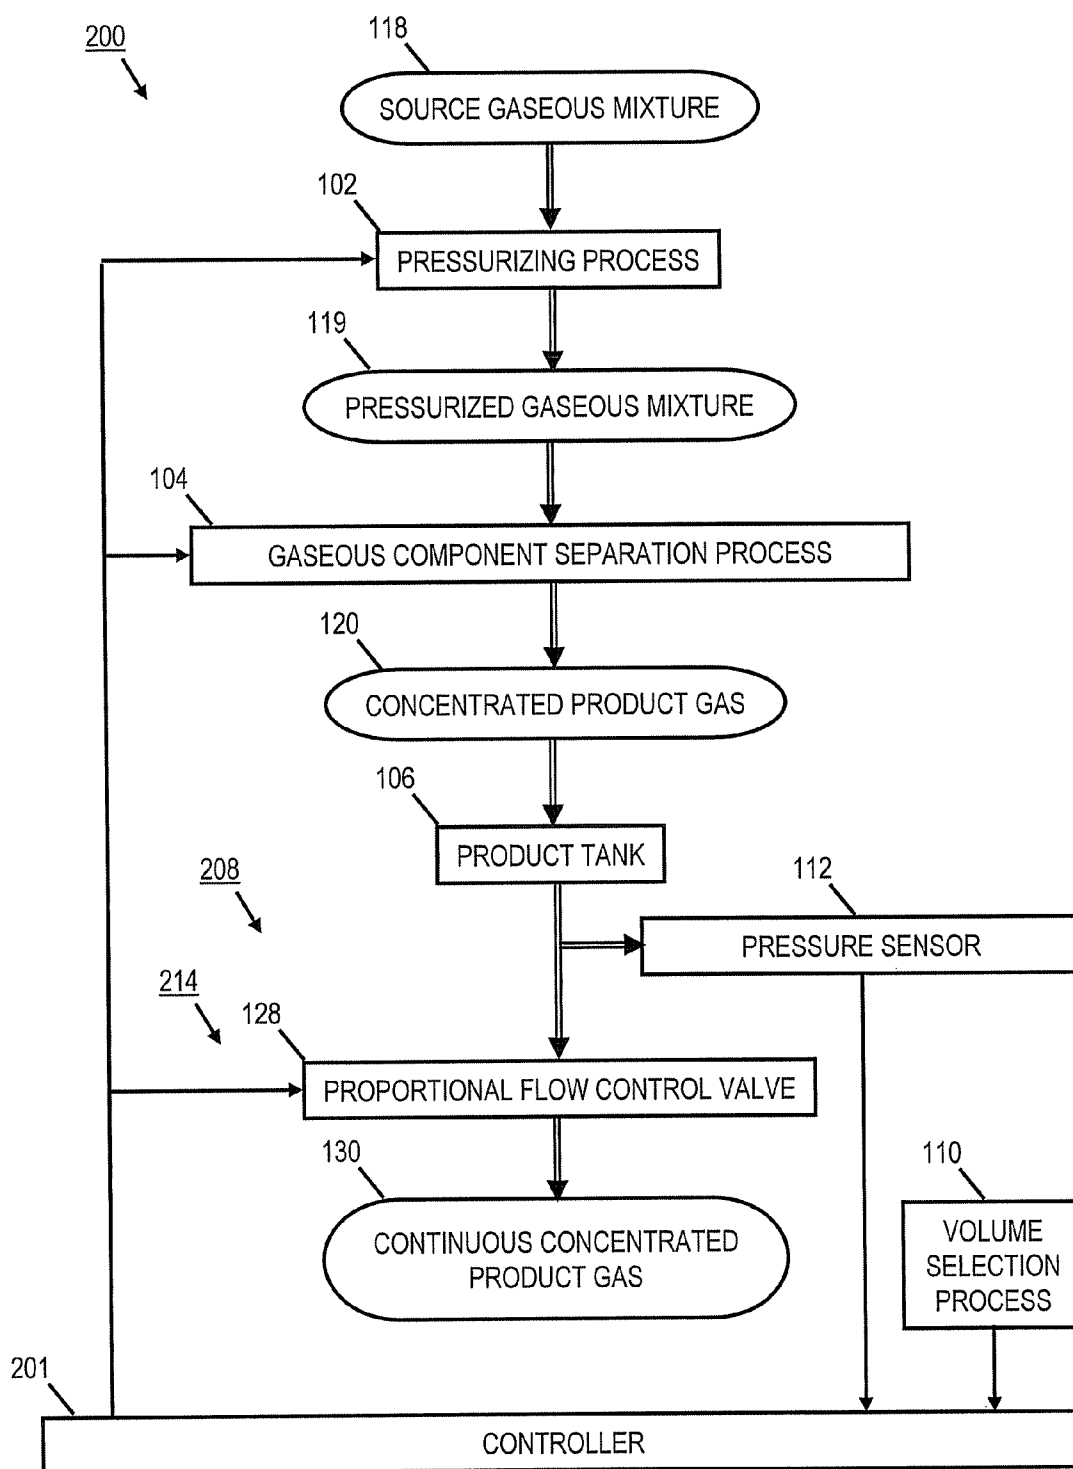 200
118
SOURCE GASEOUS MIXTURE
102
PRESSURIZING PROCESS
119
PRESSURIZED GASEOUS MIXTURE
104
GASEOUS COMPONENT SEPARATION PROCESS
120
CONCENTRATED PRODUCT GAS
106
PRODUCT TANK
208
112
PRESSURE SENSOR
214
128
PROPORTIONAL FLOW CONTROL VALVE
130
CONTINUOUS CONCENTRATED
PRODUCT GAS
110
VOLUME
SELECTION
PROCESS
201
CONTROLLER